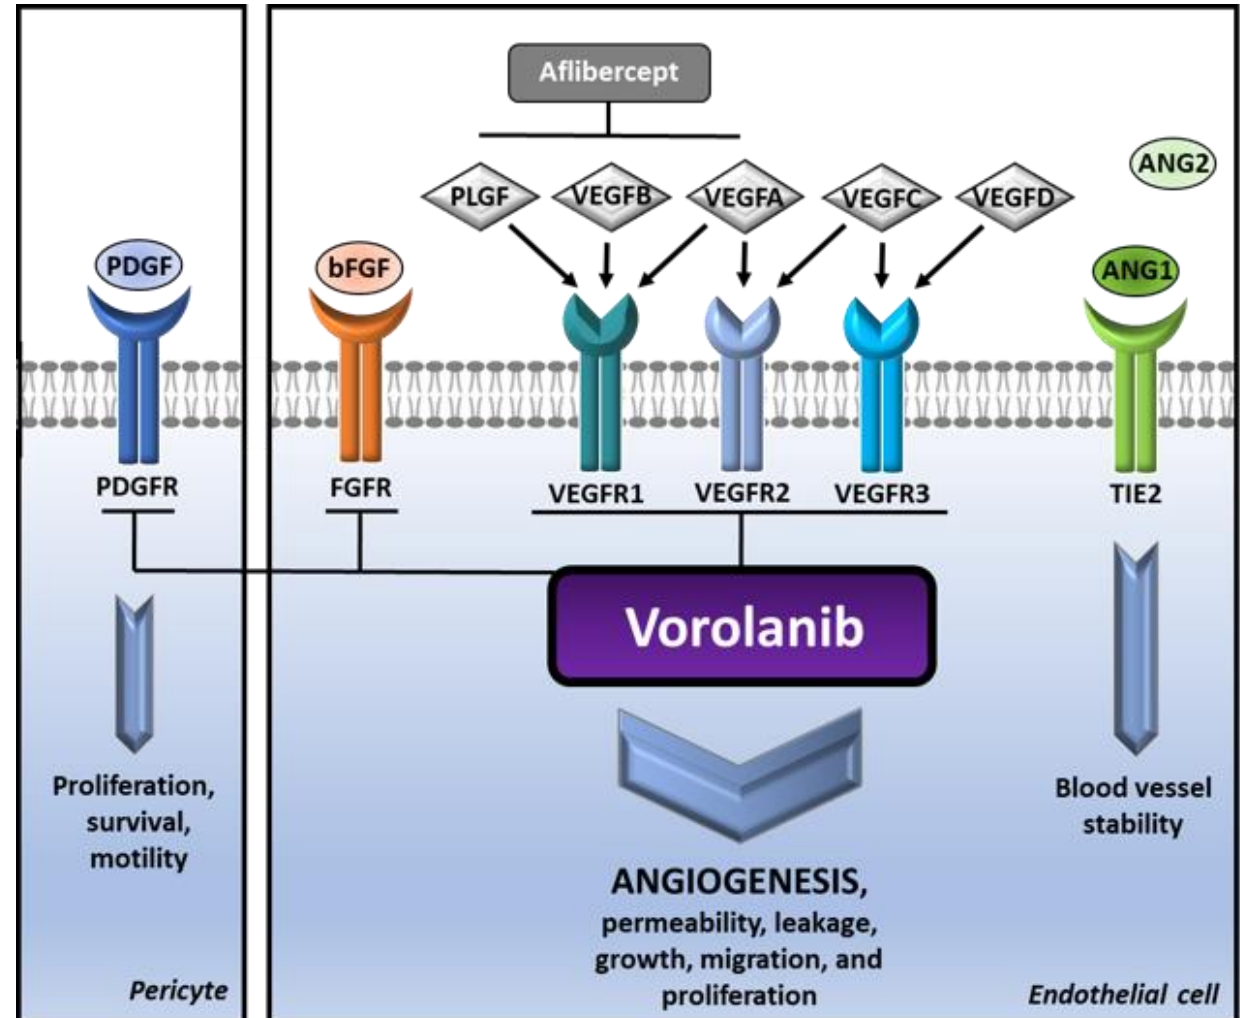 Aflibercept
PLGF
VEGFB
VEGFA
VEGFC
VEGFD
ANG2
PDGF
bFGF
ANG1
PDGFR
FGFR
VEGFR1
VEGFR2
VEGFR3
TIE2
Vorolanib
Proliferation,
survival,
motility
Blood vessel
stability
ANGIOGENESIS,
permeability, leakage,
growth, migration, and
proliferation
Pericyte
Endothelial cell